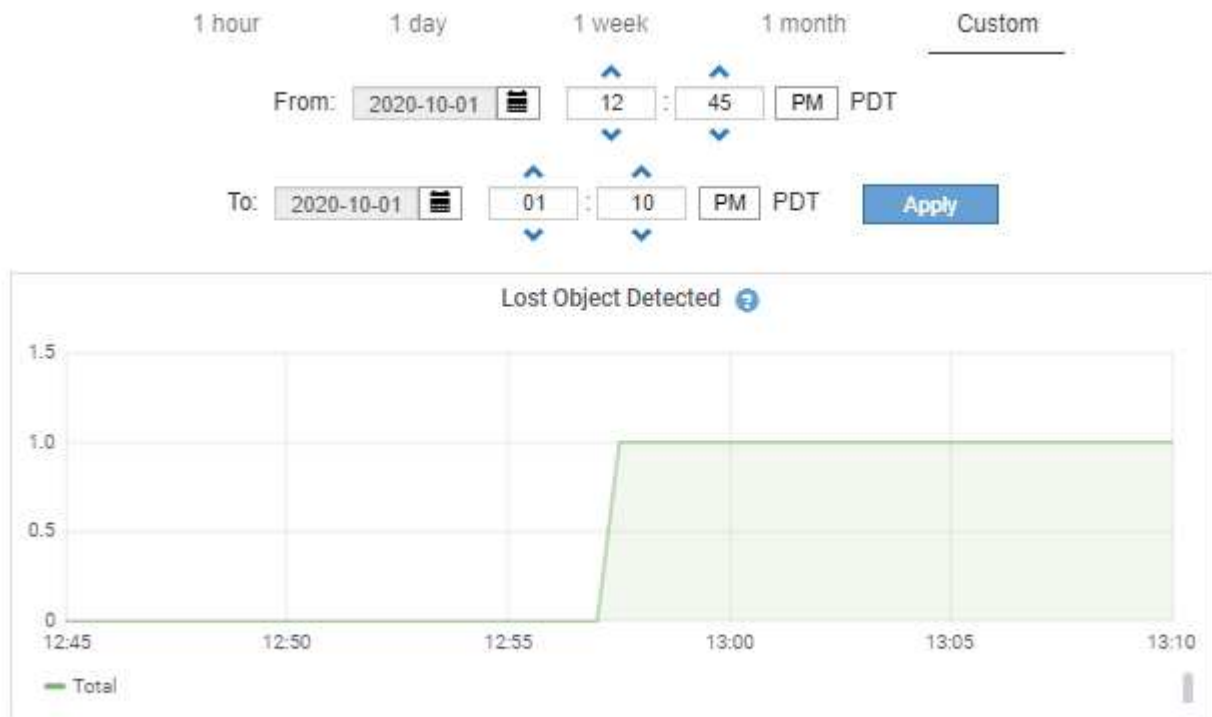 1 hour 1 day 1 week 1 month Custom
From: 2020-10-01 12 : 45 PM PDT
To: 2020-10-01 01 : 10 PM PDT Apply
Lost Object Detected ?
1.5
1.0
0.5
0
12:45 12:50 12:55 13:00 13:05 13:10
Total